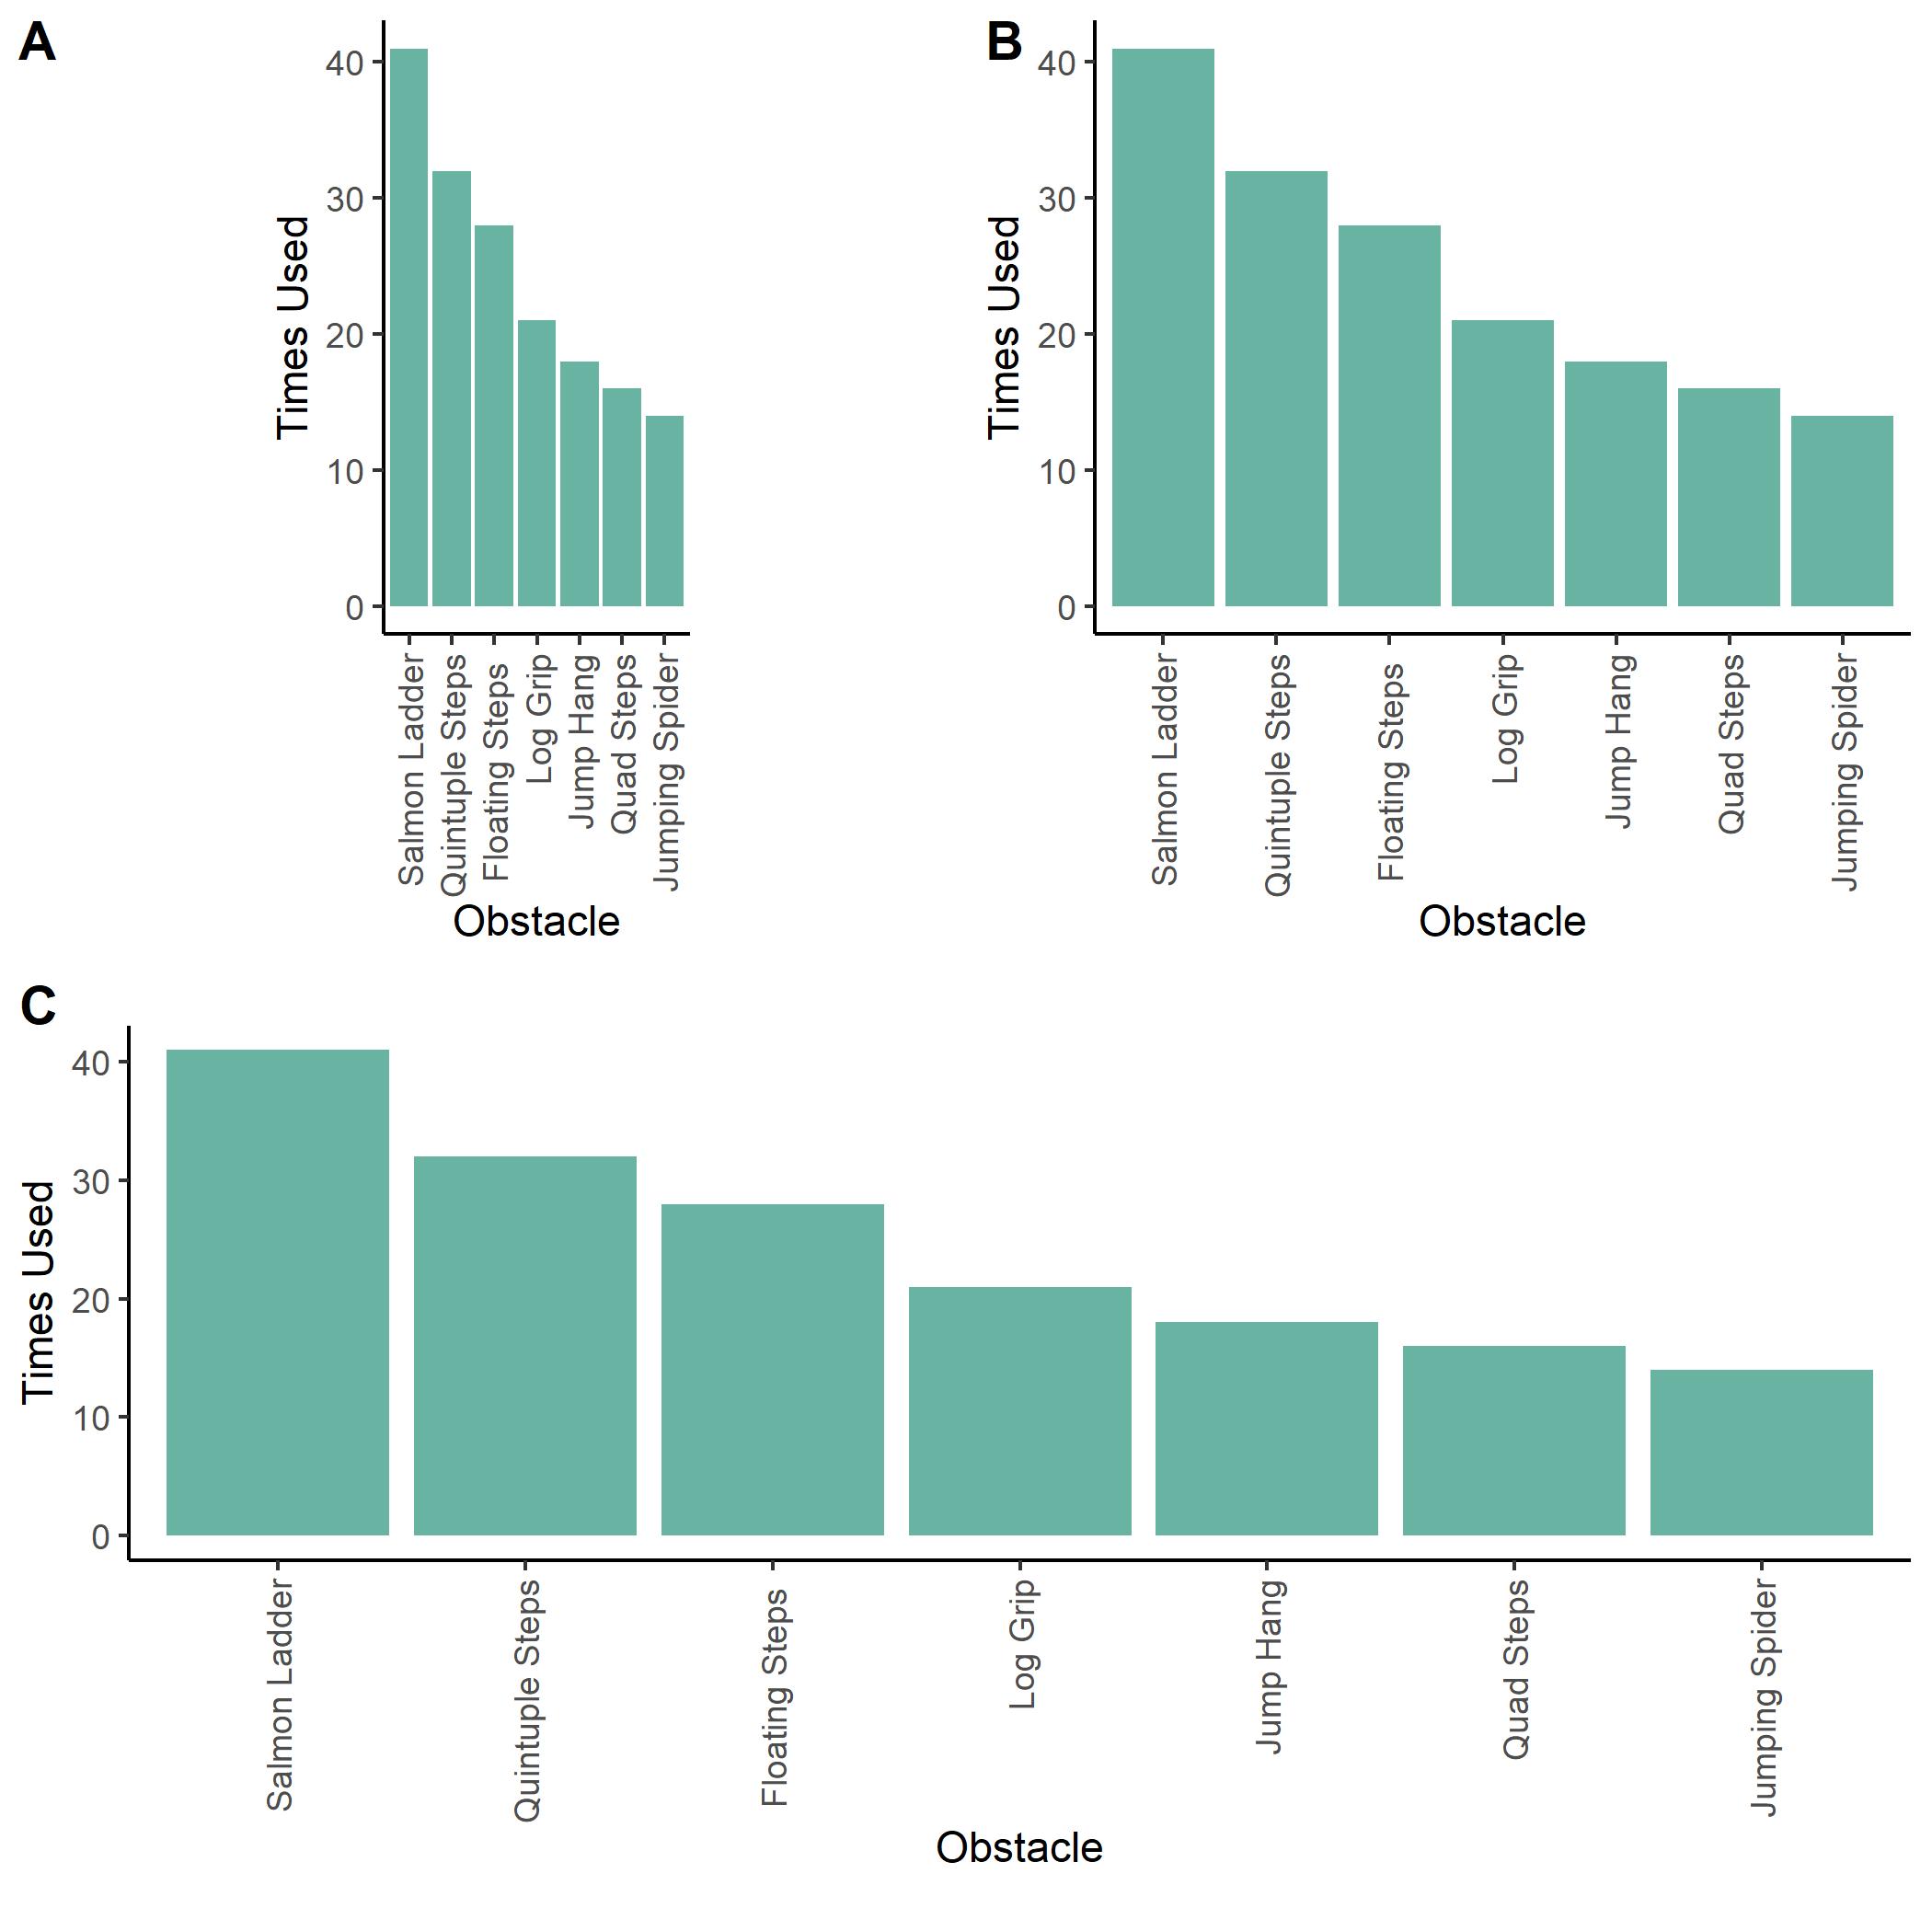 A
Times Used
40
30
20
10
0
Salmon Ladder
Quintuple Steps
Floating Steps
Log Grip
Jump Hang
Quad Steps
Jumping Spider
Obstacle
B
Times Used
40
30
20
10
0
Salmon Ladder
Quintuple Steps
Floating Steps
Log Grip
Jump Hang
Quad Steps
Jumping Spider
Obstacle
C
Times Used
40
30
20
10
0
Salmon Ladder
Quintuple Steps
Floating Steps
Log Grip
Jump Hang
Quad Steps
Jumping Spider
Obstacle